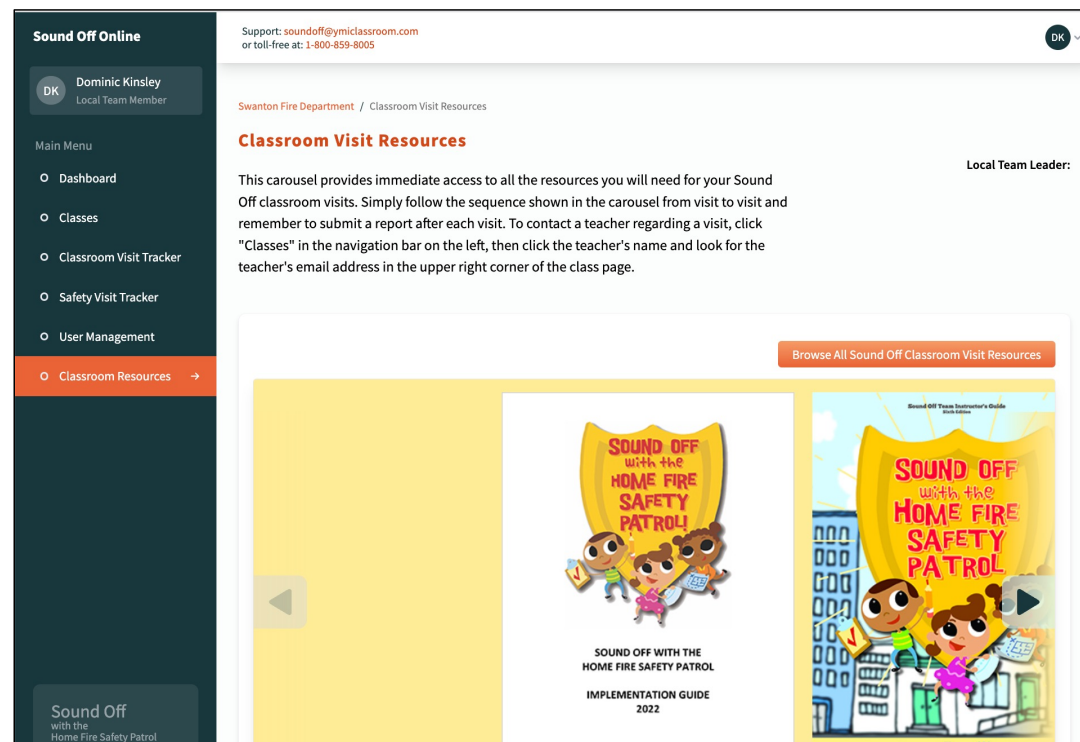 Sound Off Online
DK
Dominic Kinsley
Local Team Member
Main Menu
Dashboard
Classes
Classroom Visit Tracker
Safety Visit Tracker
User Management
Classroom Resources →
Sound Off
with the
Home Fire Safety Patrol
Support: soundoff@ymiclassroom.com
or toll-free at: 1-800-859-8005
DK
Swanton Fire Department / Classroom Visit Resources
Classroom Visit Resources
Local Team Leader:
This carousel provides immediate access to all the resources you will need for your Sound
Off classroom visits. Simply follow the sequence shown in the carousel from visit to visit and
remember to submit a report after each visit. To contact a teacher regarding a visit, click
"Classes" in the navigation bar on the left, then click the teacher's name and look for the
teacher's email address in the upper right corner of the class page.
Browse All Sound Off Classroom Visit Resources
SOUND OFF
with the
HOME FIRE
SAFETY
PATROL!
SOUND OFF WITH THE
HOME FIRE SAFETY PATROL
IMPLEMENTATION GUIDE
2022
Sound Off Team Instructor's Guide
Sixth Edition
SOUND OFF
with the
HOME FIRE
SAFETY
PATROL